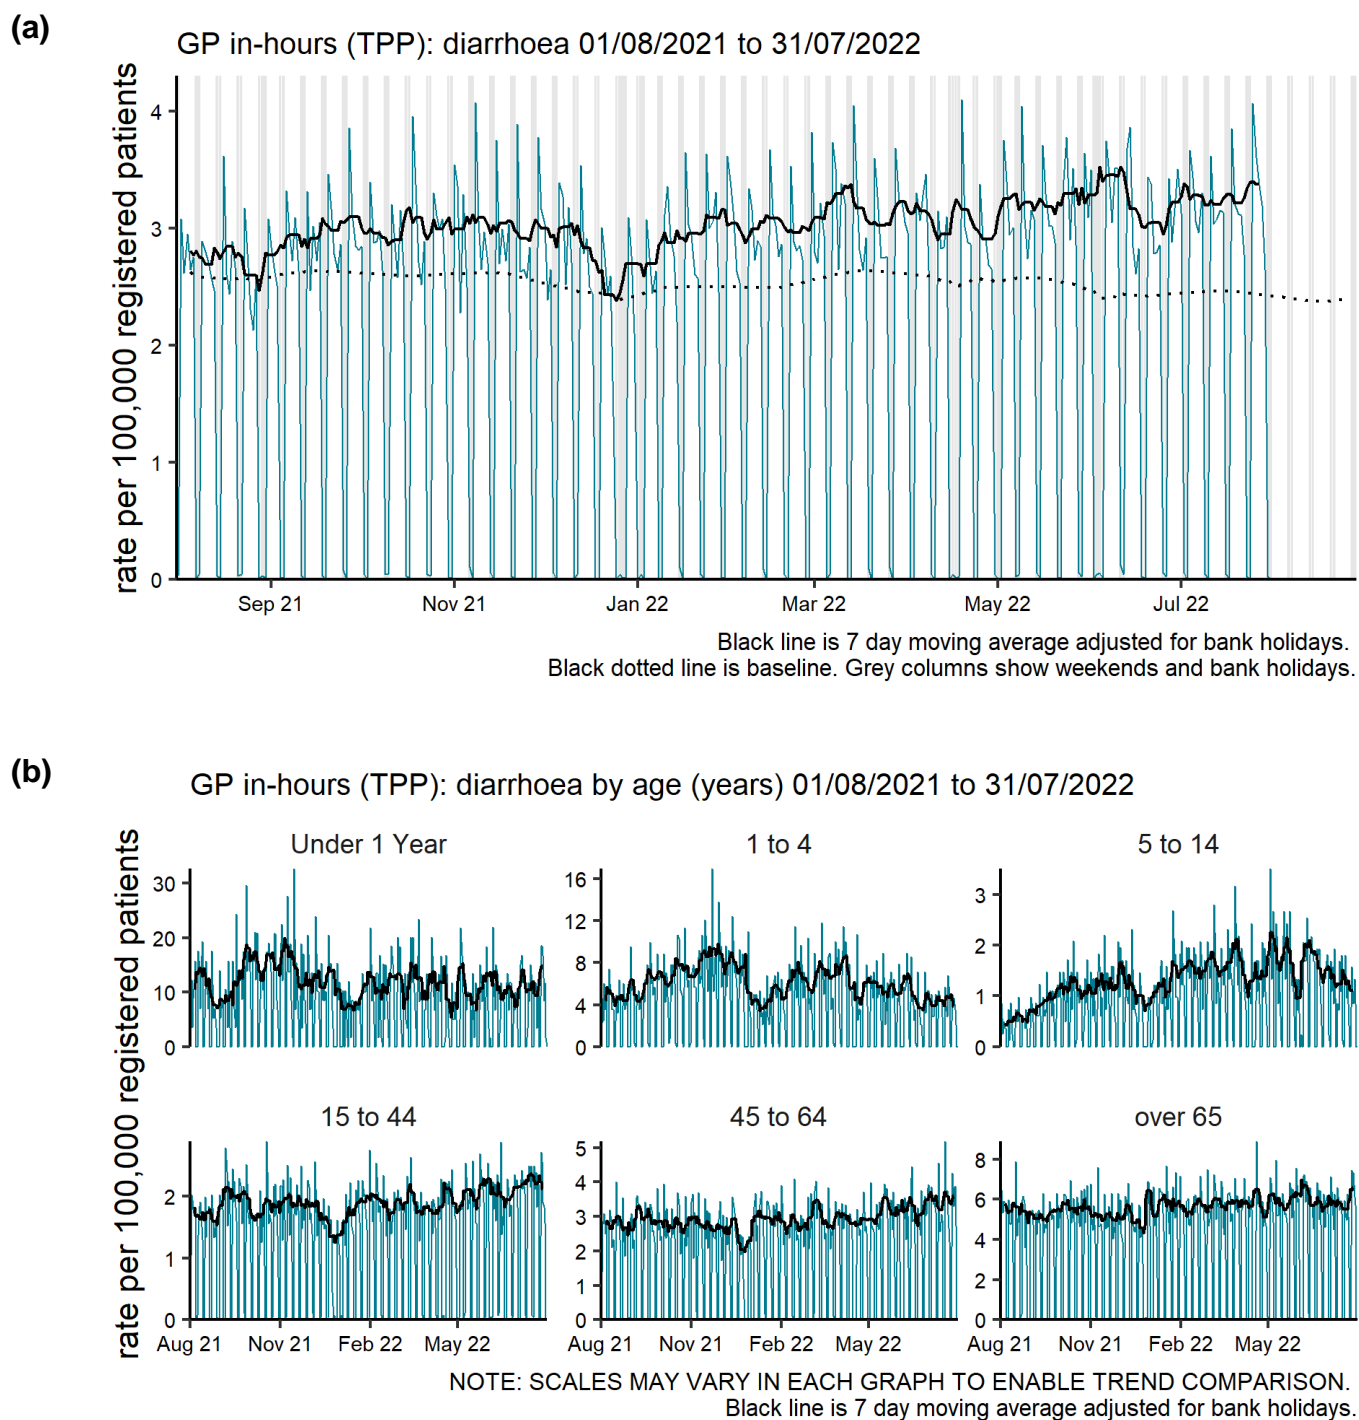 (a)
GP in-hours (TPP): diarrhoea 01/08/2021 to 31/07/2022
rate per 100,000 registered patients
4
3
2
1
0
Sep 21 Nov 21 Jan 22 Mar 22 May 22 Jul 22
Black line is 7 day moving average adjusted for bank holidays.
Black dotted line is baseline. Grey columns show weekends and bank holidays.
(b)
GP in-hours (TPP): diarrhoea by age (years) 01/08/2021 to 31/07/2022
rate per 100,000 registered patients
Under 1 Year
30
20
10
0
1 to 4
16
12
8
4
0
5 to 14
3
2
1
0
15 to 44
2
1
0
Aug 21 Nov 21 Feb 22 May 22
45 to 64
5
4
3
2
1
0
Aug 21 Nov 21 Feb 22 May 22
over 65
8
6
4
2
0
Aug 21 Nov 21 Feb 22 May 22
NOTE: SCALES MAY VARY IN EACH GRAPH TO ENABLE TREND COMPARISON.
Black line is 7 day moving average adjusted for bank holidays.